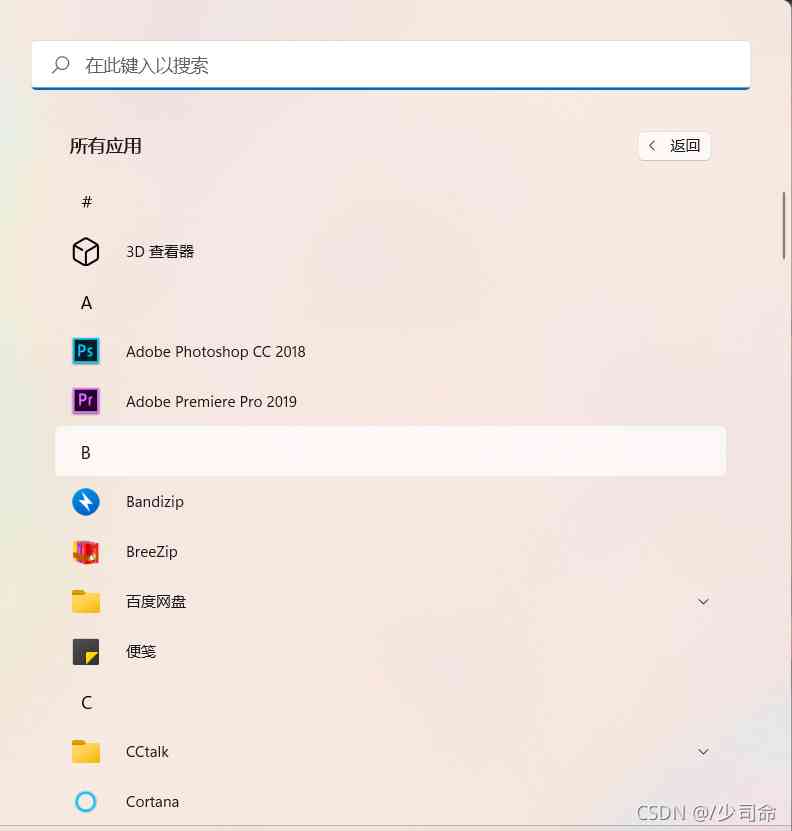 在此键入以搜索
所有应用
返回
#
3D 查看器
A
Ps
Adobe Photoshop CC 2018
Pr
Adobe Premiere Pro 2019
B
Bandizip
BreeZip
百度网盘
便笺
C
CCtalk
Cortana
CSDN @/少司命